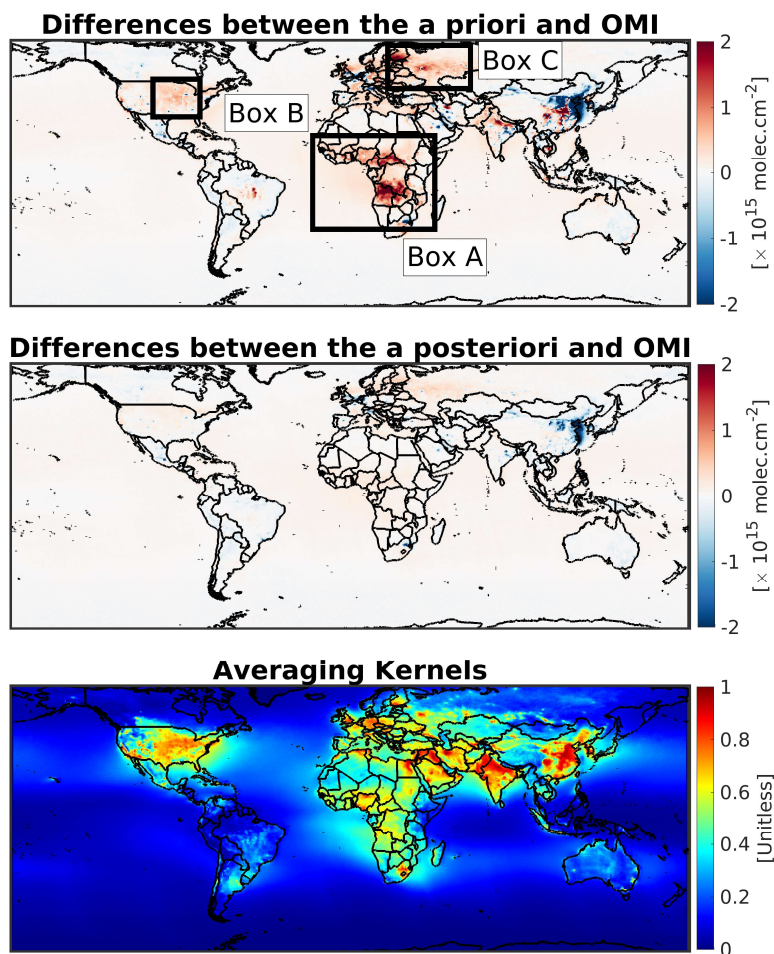 Differences between the a priori and OMI
Box C
Box B
Box A
2
1
0
-1
-2
[× 10^15 molec.cm^-2]
Differences between the a posteriori and OMI
2
1
0
-1
-2
[× 10^15 molec.cm^-2]
Averaging Kernels
1
0.8
0.6
0.4
0.2
0
[Unitless]